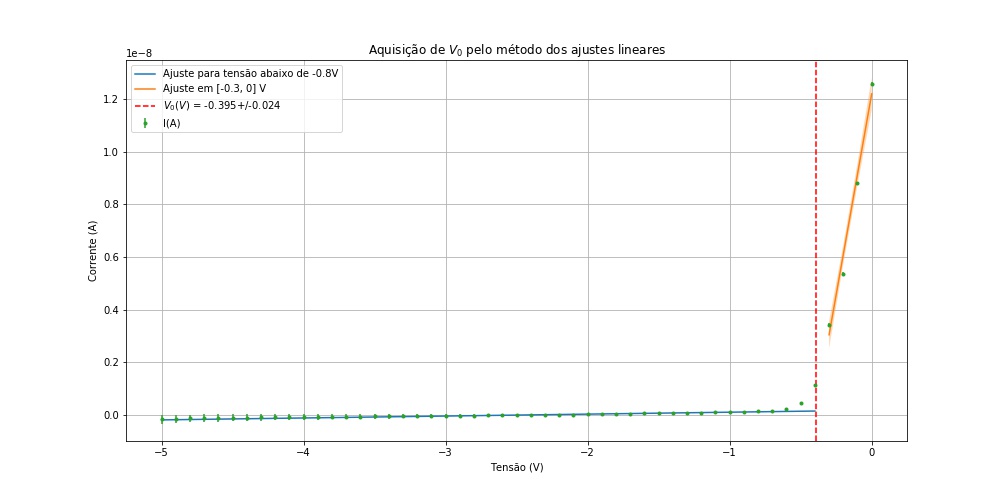 Aquisição de V₀ pelo método dos ajustes lineares
1e−8
Ajuste para tensão abaixo de -0.8V
Ajuste em [-0.3, 0] V
V₀(V) = -0.395+/-0.024
I(A)
1.2
1.0
0.8
0.6
0.4
0.2
0.0
Corrente (A)
−5 −4 −3 −2 −1 0
Tensão (V)